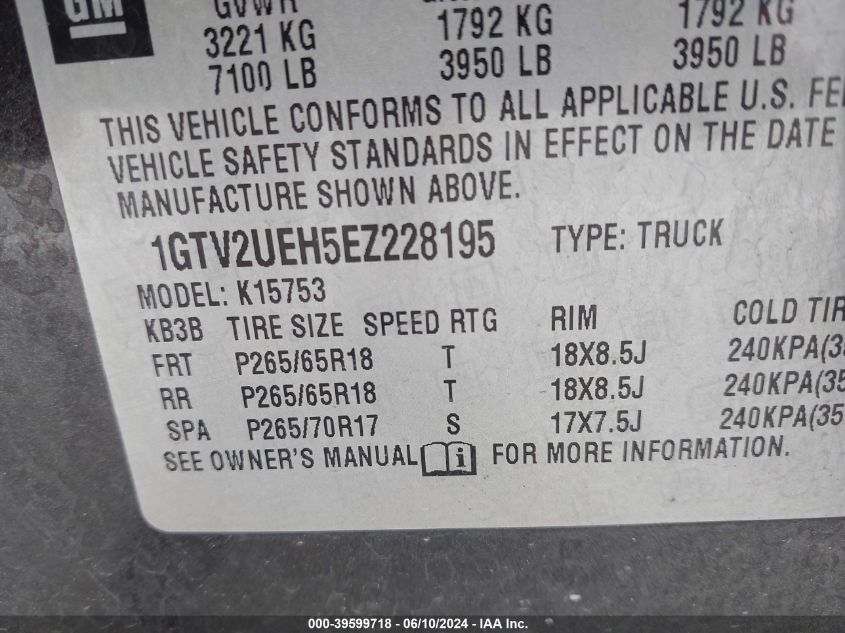 GM
GVWR
3221 KG 1792 KG 1792 KG
7100 LB 3950 LB 3950 LB
THIS VEHICLE CONFORMS TO ALL APPLICABLE U.S.
VEHICLE SAFETY STANDARDS IN EFFECT ON THE DATE
MANUFACTURE SHOWN ABOVE.
1GTV2UEH5EZ228195 TYPE: TRUCK
MODEL: K15753
KB3B TIRE SIZE SPEED RTG RIM COLD
FRT P265/65R18 T 18X8.5J 240KPA(
RR P265/65R18 T 18X8.5J 240KPA(35
SPA P265/70R17 S 17X7.5J 240KPA(35
SEE OWNER'S MANUAL i FOR MORE INFORMATION.
000-39599718 - 06/10/2024 - IAA Inc.